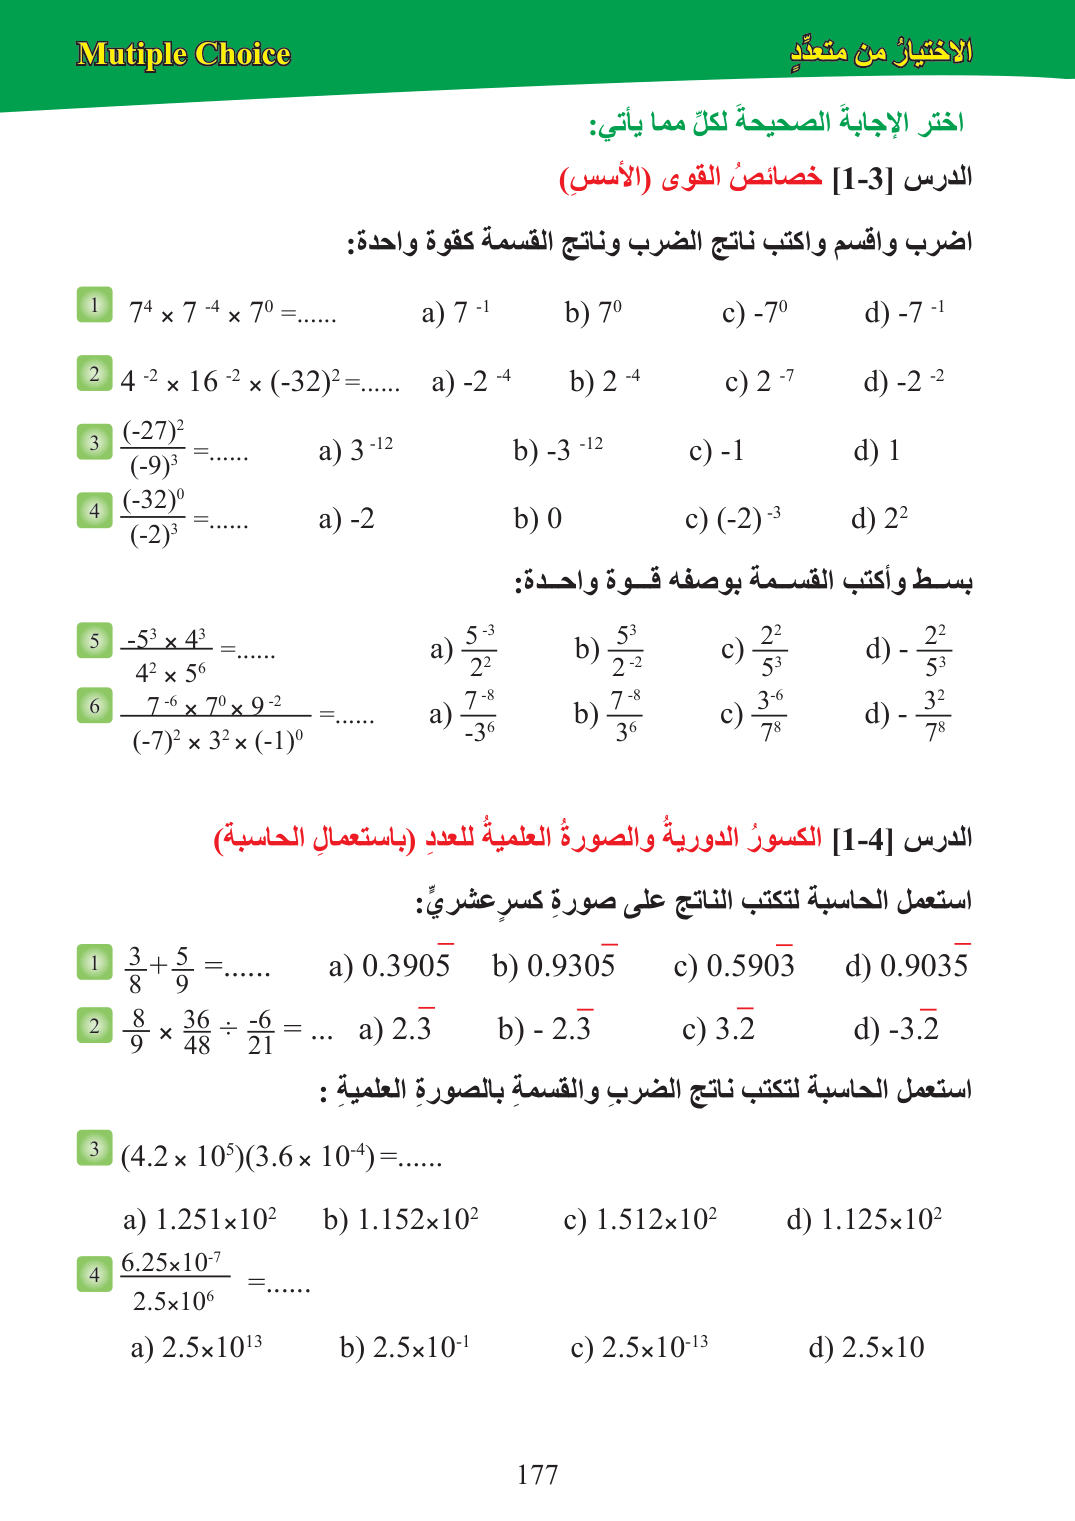 Mutiple Choice الاختيارُ من متعدِّدٍ
اختر الإجابةَ الصحيحةَ لكلِّ مما يأتي:
الدرس [3-1] خصائصُ القوى (الأسسِ)
اضرب واقسم واكتب ناتج الضرب وناتج القسمة كقوة واحدة:
1 7⁴ × 7 ⁻⁴ × 7⁰ =...... a) 7 ⁻¹ b) 7⁰ c) -7⁰ d) -7 ⁻¹
2 4 ⁻² × 16 ⁻² × (-32)² =...... a) -2 ⁻⁴ b) 2 ⁻⁴ c) 2 ⁻⁷ d) -2 ⁻²
3 (-27)²/(-9)³ =...... a) 3 ⁻¹² b) -3 ⁻¹² c) -1 d) 1
4 (-32)⁰/(-2)³ =...... a) -2 b) 0 c) (-2) ⁻³ d) 2²
بســط وأكتب القســمة بوصفه قـــوة واحــدة:
5 -5³ × 4³/4² × 5⁶ =...... a) 5 ⁻³/2² b) 5³/2 ⁻² c) 2²/5³ d) - 2²/5³
6 7 ⁻⁶ × 7⁰ × 9 ⁻²/(-7)² × 3² × (-1)⁰ =...... a) 7 ⁻⁸/-3⁶ b) 7 ⁻⁸/3⁶ c) 3⁻⁶/7⁸ d) - 3²/7⁸
الدرس [4-1] الكسورُ الدوريةُ والصورةُ العلميةُ للعددِ (باستعمالِ الحاسبة)
استعمل الحاسبة لتكتب الناتج على صورةِ كسرٍعشريٍّ:
1 3/8 + 5/9 =...... a) 0.3905̅ b) 0.9305̅ c) 0.5903̅ d) 0.9035̅
2 8/9 × 36/48 ÷ -6/21 = ... a) 2.3̅ b) - 2.3̅ c) 3.2̅ d) -3.2̅
استعمل الحاسبة لتكتب ناتج الضربِ والقسمةِ بالصورةِ العلميةِ :
3 (4.2 × 10⁵)(3.6 × 10⁻⁴) =......
a) 1.251×10² b) 1.152×10² c) 1.512×10² d) 1.125×10²
4 6.25×10⁻⁷/2.5×10⁶ =......
a) 2.5×10¹³ b) 2.5×10⁻¹ c) 2.5×10⁻¹³ d) 2.5×10
177